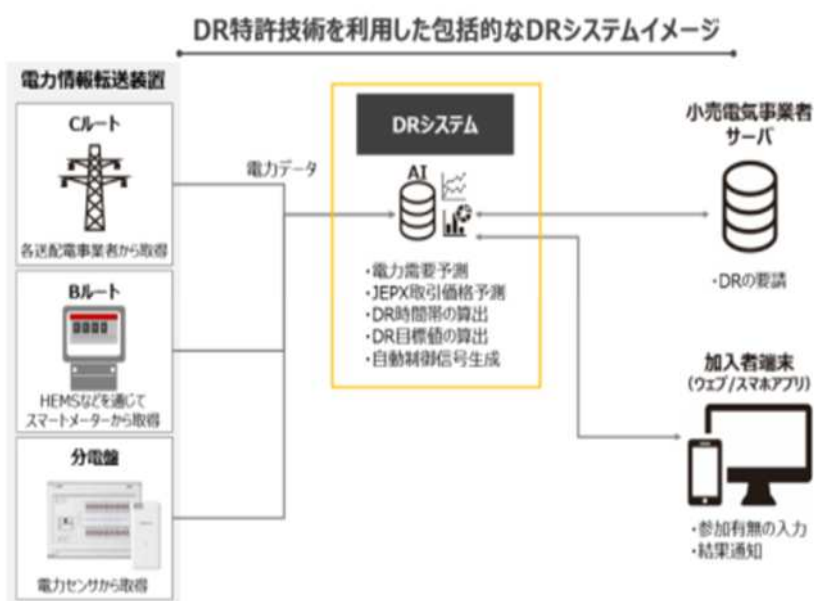 DR特許技術を利用した包括的なDRシステムイメージ
電力情報転送装置
Cルート
各送配電事業者から取得
Bルート
HEMSなどを通じて
スマートメーターから取得
分電盤
電力センサから取得
電力データ
DRシステム
AI
・電力需要予測
・JEPX取引価格予測
・DR時間帯の算出
・DR目標値の算出
・自動制御信号生成
小売電気事業者
サーバ
・DRの要請
加入者端末
(ウェブ/スマホアプリ)
・参加有無の入力
・結果通知